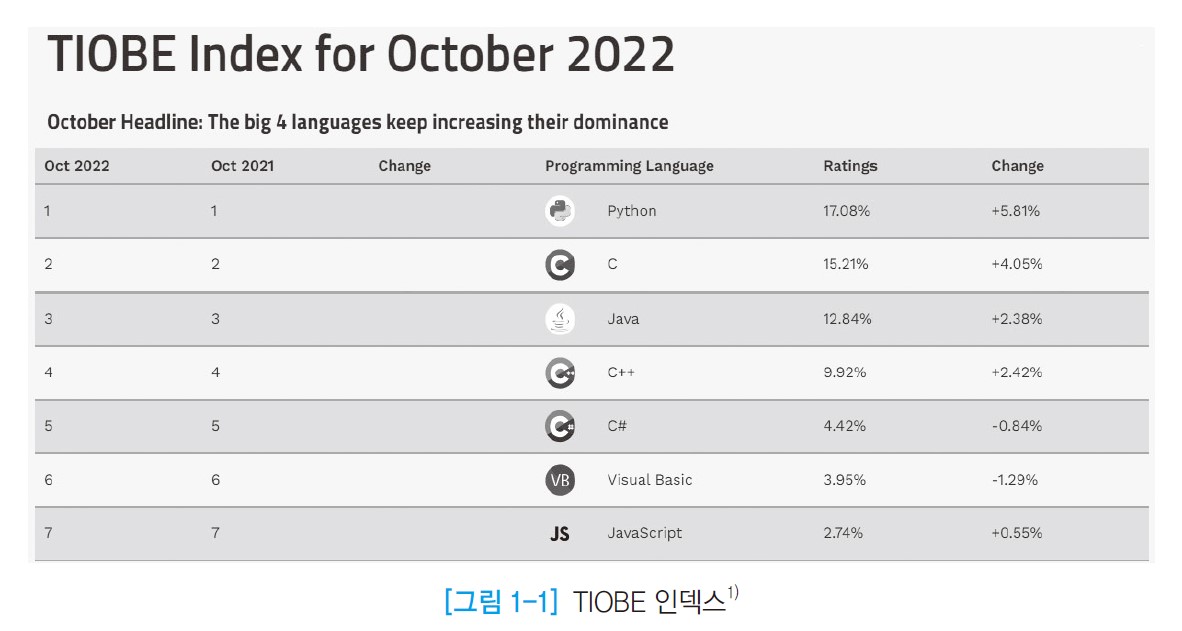 TIOBE Index for October 2022
October Headline: The big 4 languages keep increasing their dominance
Oct 2022 Oct 2021 Change Programming Language Ratings Change
1 1 Python 17.08% +5.81%
2 2 C C 15.21% +4.05%
3 3 Java 12.84% +2.38%
4 4 C++ C++ 9.92% +2.42%
5 5 C# C# 4.42% -0.84%
6 6 VB Visual Basic 3.95% -1.29%
7 7 JS JavaScript 2.74% +0.55%
[그림 1-1] TIOBE 인덱스1)